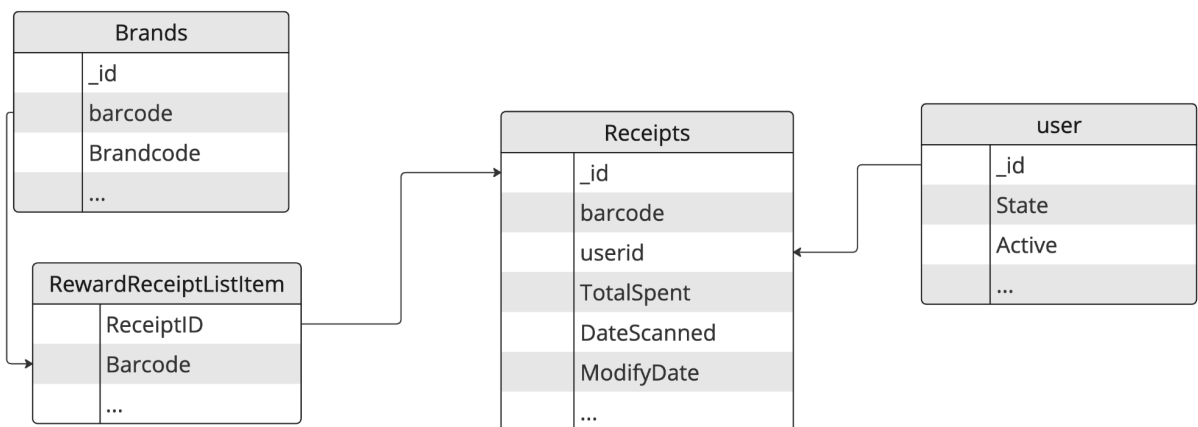 Brands
_id
barcode
Brandcode
...
RewardReceiptListItem
ReceiptID
Barcode
...
Receipts
_id
barcode
userid
TotalSpent
DateScanned
ModifyDate
...
user
_id
State
Active
...